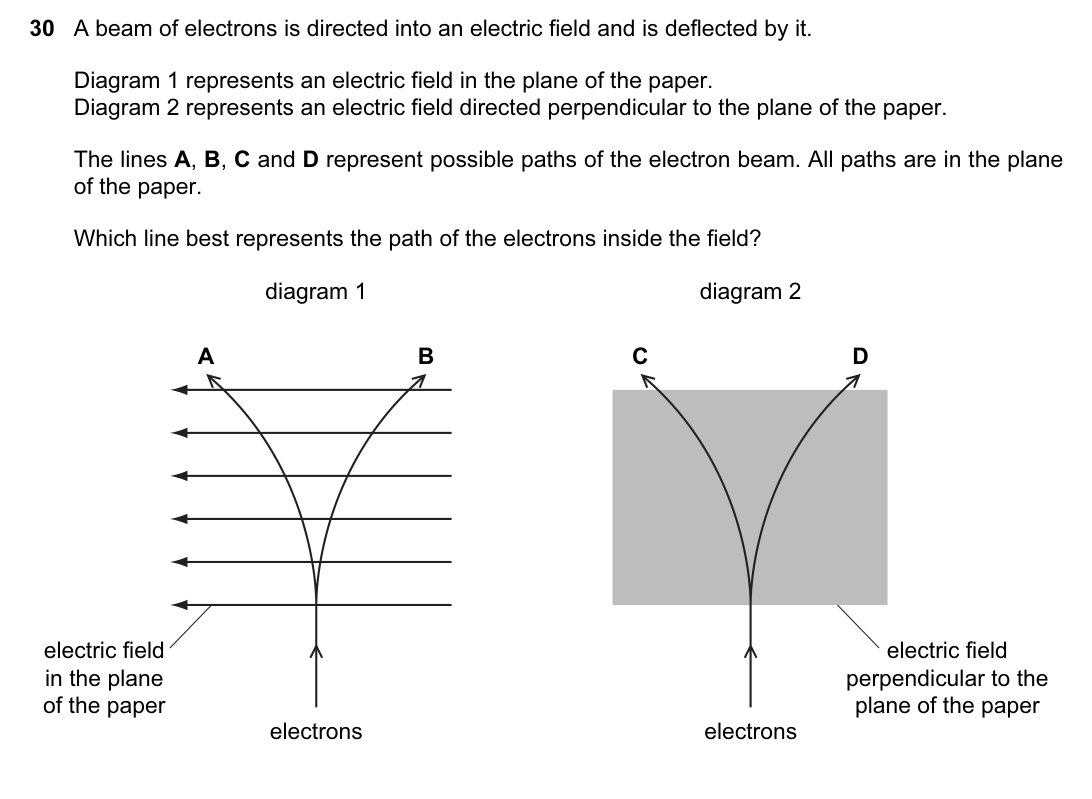 30 A beam of electrons is directed into an electric field and is deflected by it.
Diagram 1 represents an electric field in the plane of the paper.
Diagram 2 represents an electric field directed perpendicular to the plane of the paper.
The lines A, B, C and D represent possible paths of the electron beam. All paths are in the plane
of the paper.
Which line best represents the path of the electrons inside the field?
diagram 1
diagram 2
A
B
C
D
electric field
in the plane
of the paper
electrons
electrons
electric field
perpendicular to the
plane of the paper